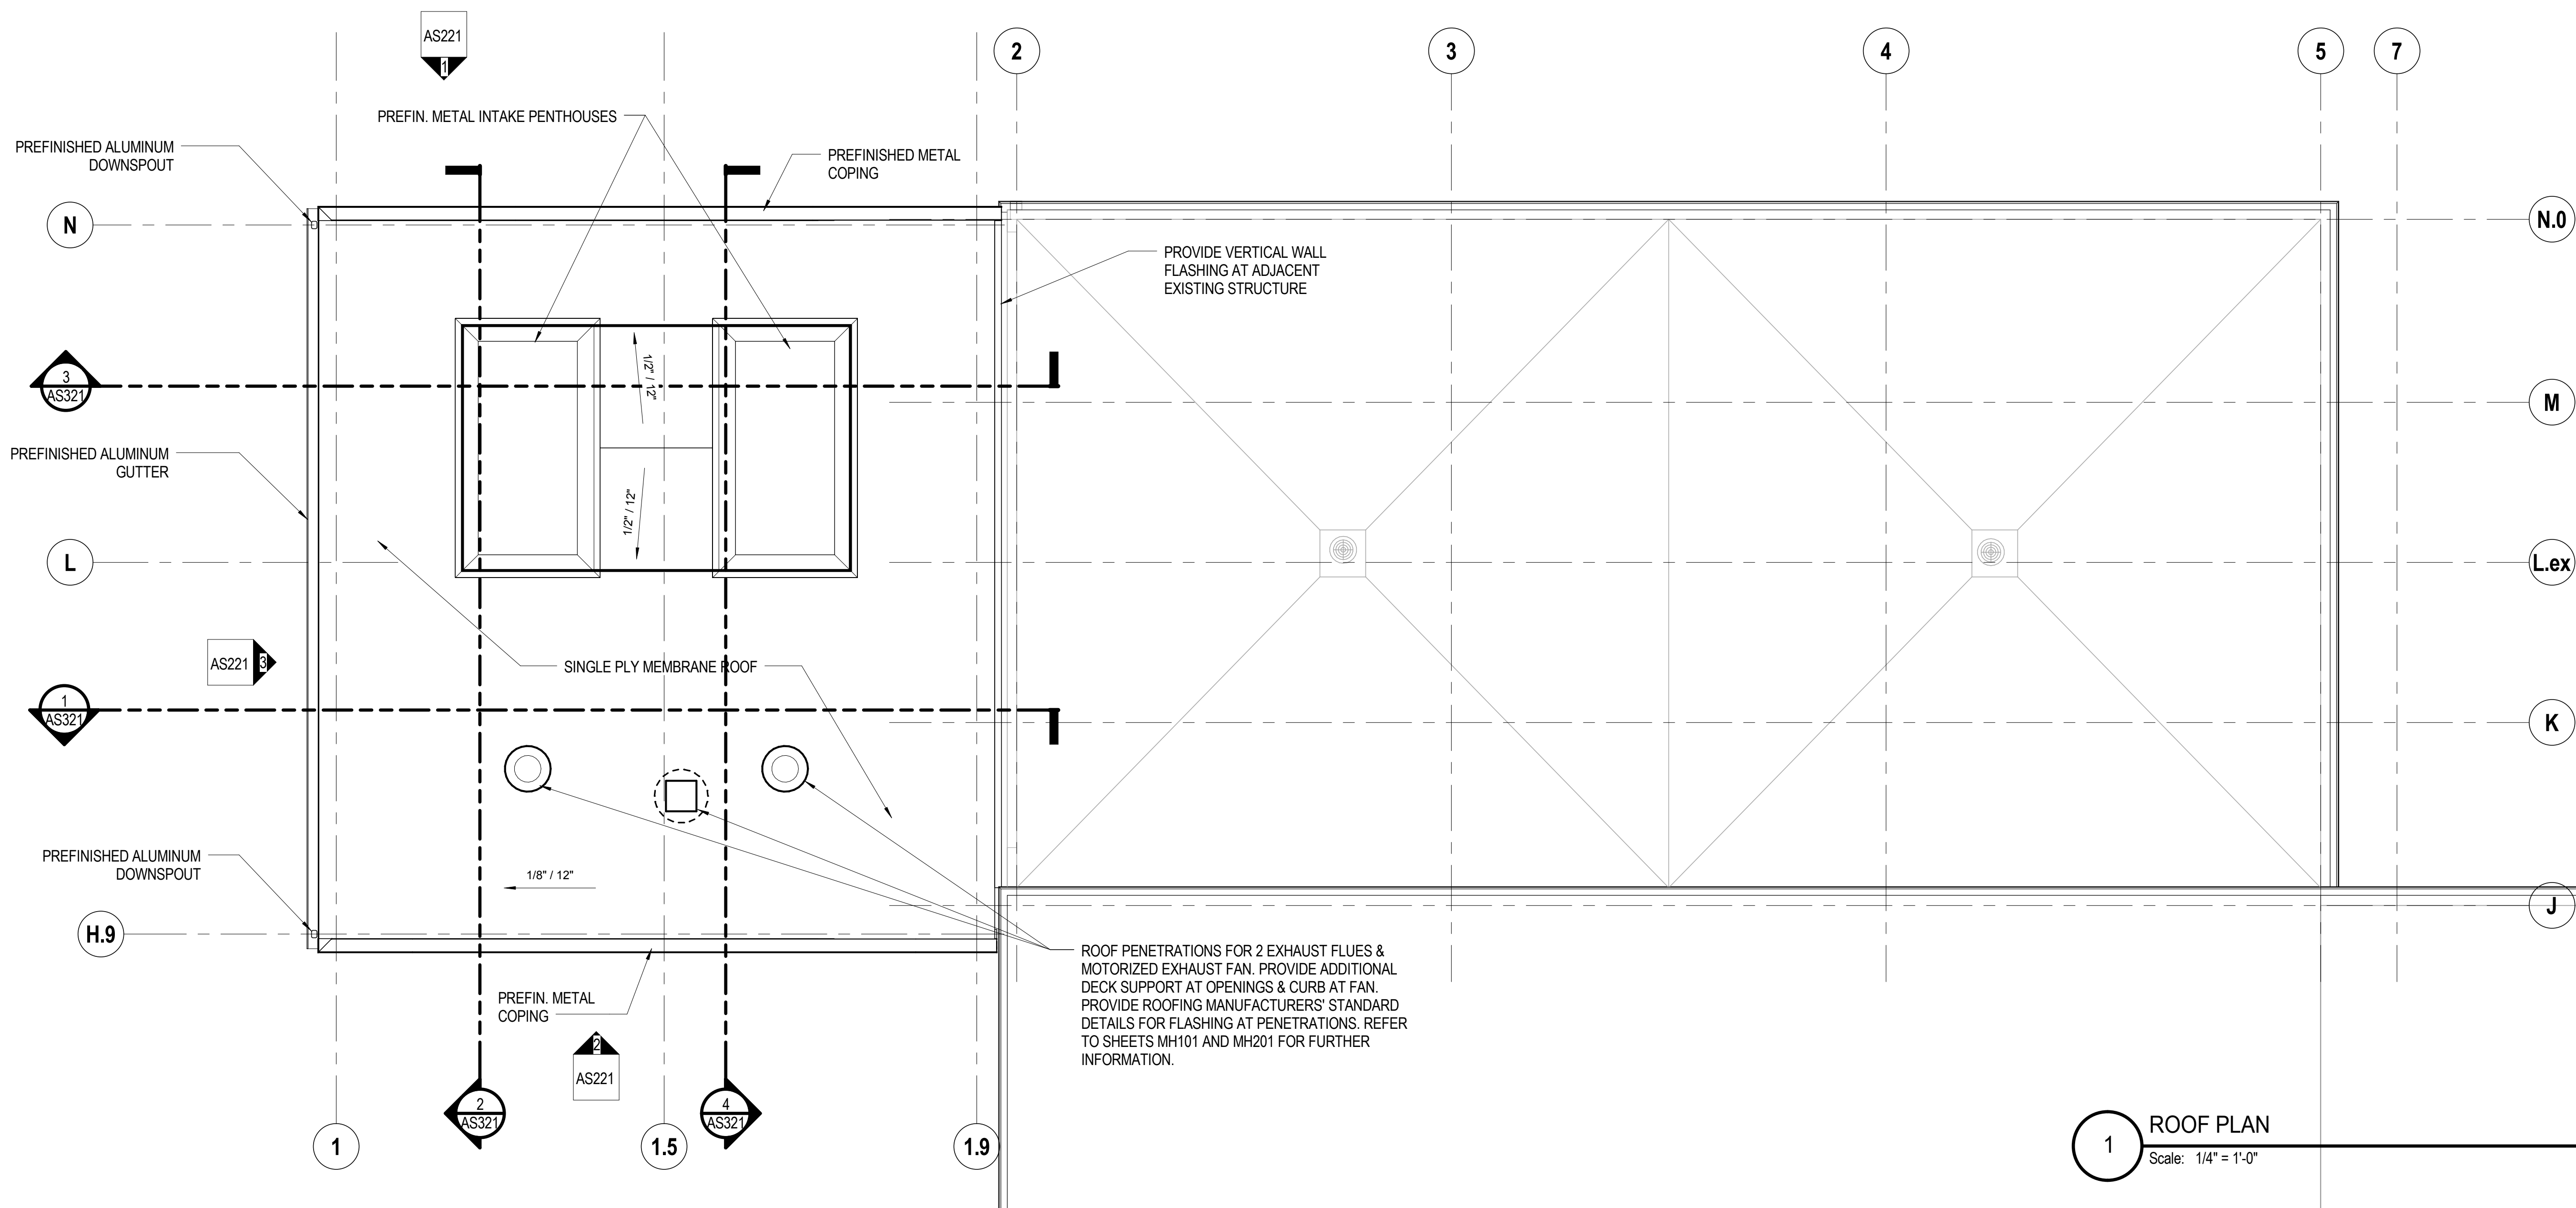 AS221
1
2
3
4
5
7
PREFIN. METAL INTAKE PENTHOUSES
PREFINISHED ALUMINUM
DOWNSPOUT
PREFINISHED METAL
COPING
N
N.0
PROVIDE VERTICAL WALL
FLASHING AT ADJACENT
EXISTING STRUCTURE
1/2" / 12"
3
AS321
M
PREFINISHED ALUMINUM
GUTTER
1/2" / 12"
L
L.ex
AS221
3
SINGLE PLY MEMBRANE ROOF
1
AS321
K
PREFINISHED ALUMINUM
DOWNSPOUT
1/8" / 12"
J
H.9
ROOF PENETRATIONS FOR 2 EXHAUST FLUES &
MOTORIZED EXHAUST FAN. PROVIDE ADDITIONAL
DECK SUPPORT AT OPENINGS & CURB AT FAN.
PROVIDE ROOFING MANUFACTURERS' STANDARD
DETAILS FOR FLASHING AT PENETRATIONS. REFER
TO SHEETS MH101 AND MH201 FOR FURTHER
INFORMATION.
PREFIN. METAL
COPING
2
AS221
2
AS321
4
AS321
1
1.5
1.9
1
ROOF PLAN
Scale: 1/4" = 1'-0"